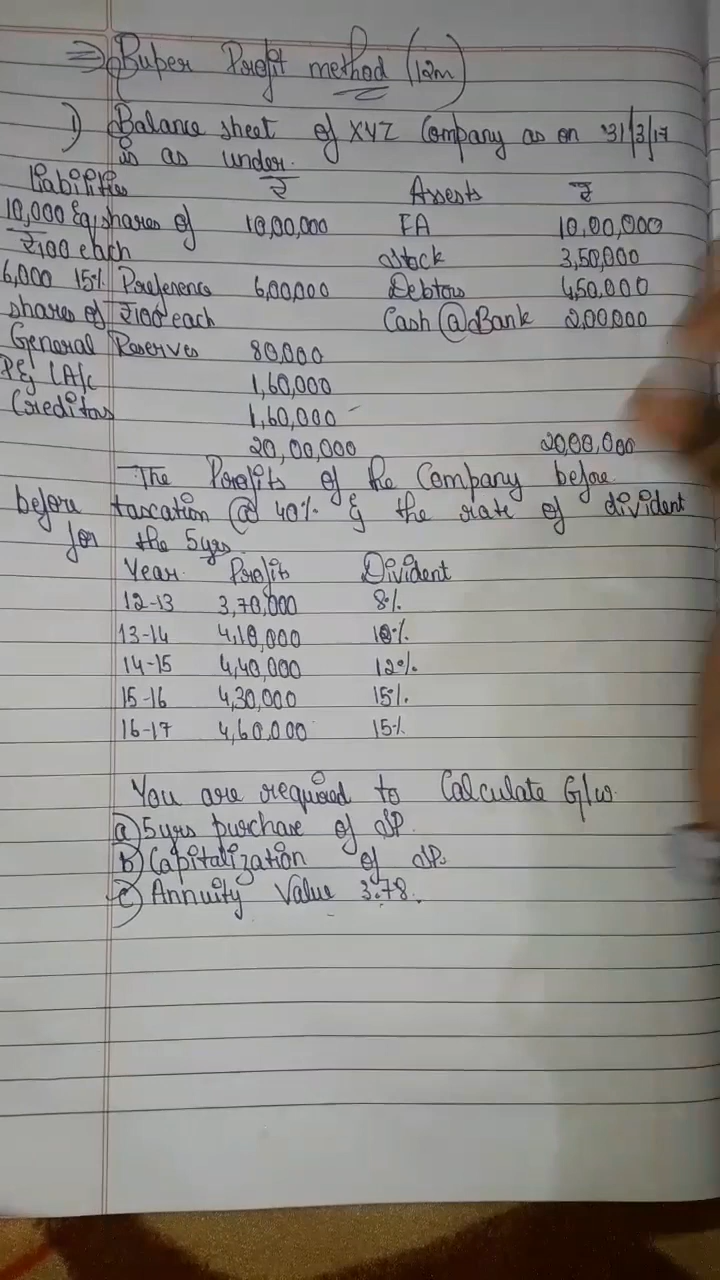 => Super Profit method (12m)
1) Balance sheet of XYZ Company as on 31/3/17
is as under.
Liabilities ₹ Assests ₹
10,000 Eq, shares of 10,00,000 FA 10,00,000
₹100 each Stock 3,50,000
6,000 15% Preference 6,00,000 Debtors 4,50,000
shares of ₹100 each Cash @ Bank 2,00,000
General Reserves 80,000
P & L A/c 1,60,000
Creditors 1,60,000
20,00,000 20,00,000
The Profits of the Company before
before taxcation @ 40% & the rate of divident
for the 5yrs.
Year Profit Divident
12-13 3,70,000 8%
13-14 4,10,000 10%
14-15 4,40,000 12%
15-16 4,30,000 15%
16-17 4,60,000 15%
You are required to Calculate G/w.
a) 5yrs purchase of SP.
b) Capitalization of SP.
c) Annuity Value 3.78.